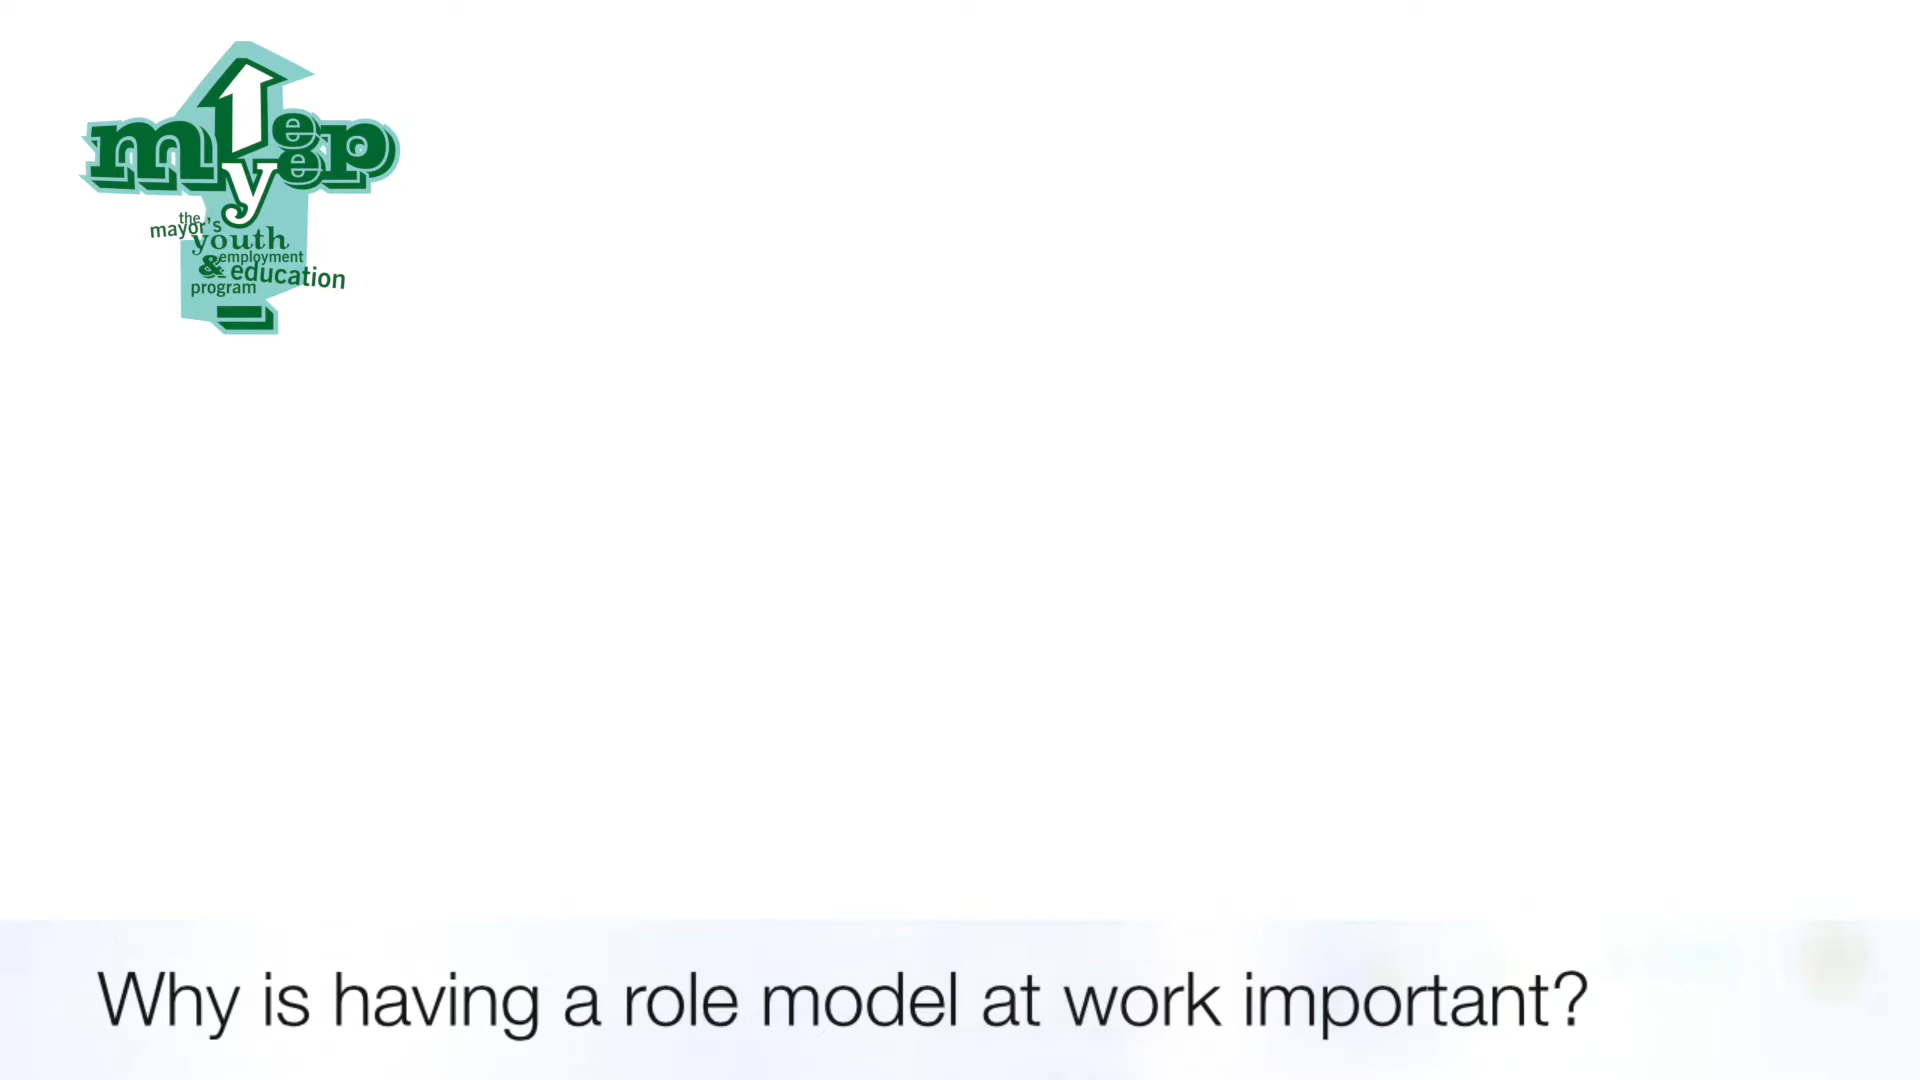 myeep
the
mayor's
youth
employment
& education
program
Why is having a role model at work important?